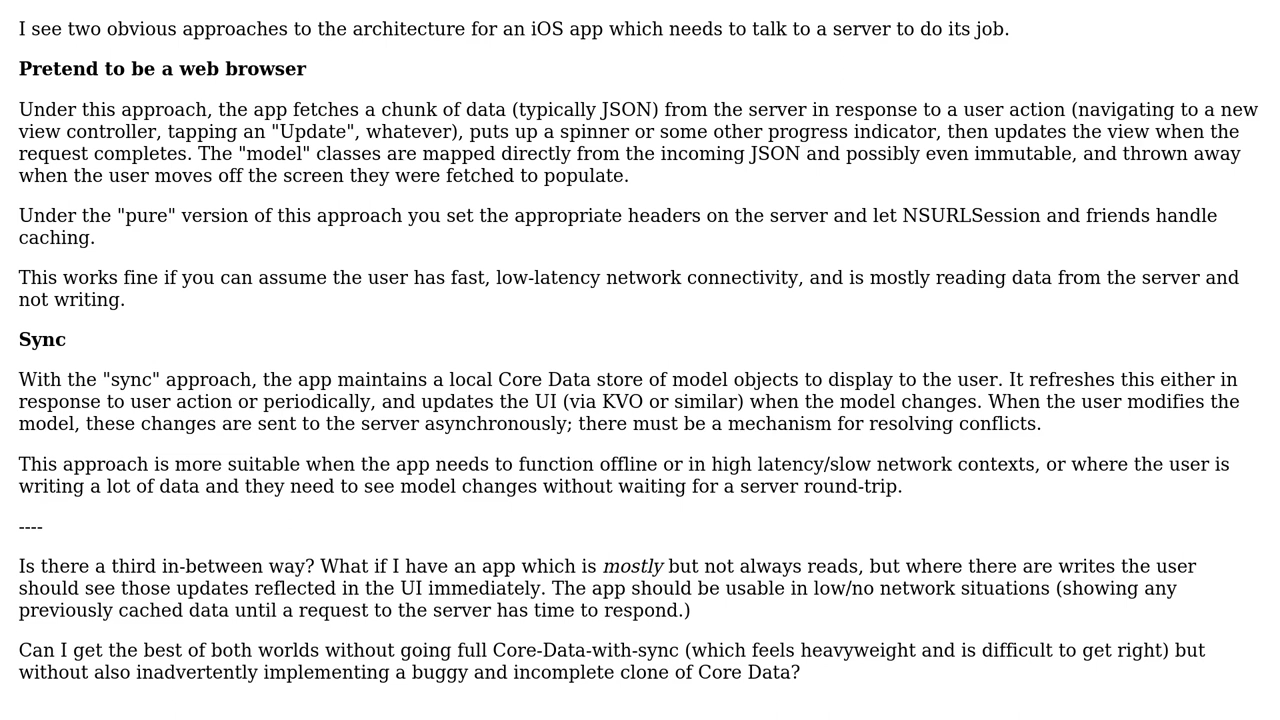 I see two obvious approaches to the architecture for an iOS app which needs to talk to a server to do its job.
Pretend to be a web browser
Under this approach, the app fetches a chunk of data (typically JSON) from the server in response to a user action (navigating to a new
view controller, tapping an "Update", whatever), puts up a spinner or some other progress indicator, then updates the view when the
request completes. The "model" classes are mapped directly from the incoming JSON and possibly even immutable, and thrown away
when the user moves off the screen they were fetched to populate.
Under the "pure" version of this approach you set the appropriate headers on the server and let NSURLSession and friends handle
caching.
This works fine if you can assume the user has fast, low-latency network connectivity, and is mostly reading data from the server and
not writing.
Sync
With the "sync" approach, the app maintains a local Core Data store of model objects to display to the user. It refreshes this either in
response to user action or periodically, and updates the UI (via KVO or similar) when the model changes. When the user modifies the
model, these changes are sent to the server asynchronously; there must be a mechanism for resolving conflicts.
This approach is more suitable when the app needs to function offline or in high latency/slow network contexts, or where the user is
writing a lot of data and they need to see model changes without waiting for a server round-trip.
----
Is there a third in-between way? What if I have an app which is mostly but not always reads, but where there are writes the user
should see those updates reflected in the UI immediately. The app should be usable in low/no network situations (showing any
previously cached data until a request to the server has time to respond.)
Can I get the best of both worlds without going full Core-Data-with-sync (which feels heavyweight and is difficult to get right) but
without also inadvertently implementing a buggy and incomplete clone of Core Data?